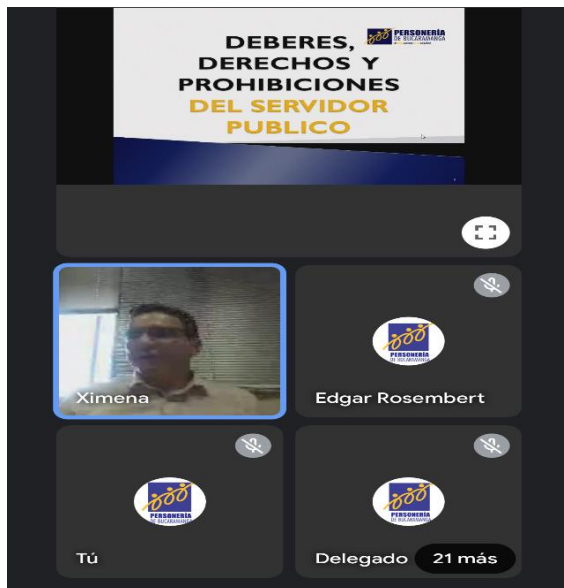 DEBERES,
DERECHOS Y
PROHIBICIONES
DEL SERVIDOR
PUBLICO
PERSONERÍA
DE BUCARAMANGA
Ximena
PERSONERÍA
DE BUCARAMANGA
Edgar Rosembert
PERSONERÍA
DE BUCARAMANGA
Tú
PERSONERÍA
DE BUCARAMANGA
Delegado
21 más